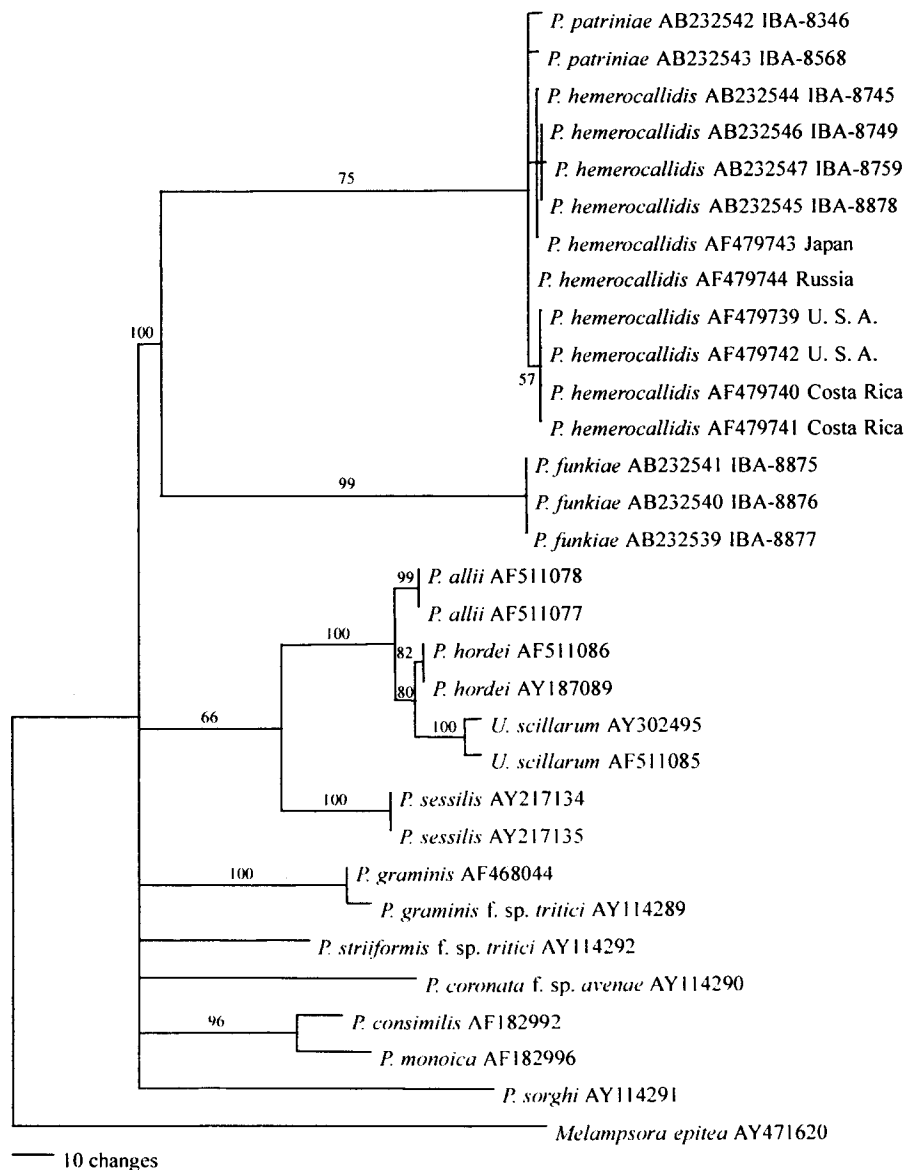 P. patriniae AB232542 IBA-8346
P. patriniae AB232543 IBA-8568
P. hemerocallidis AB232544 IBA-8745
P. hemerocallidis AB232546 IBA-8749
75
P. hemerocallidis AB232547 IBA-8759
P. hemerocallidis AB232545 IBA-8878
P. hemerocallidis AF479743 Japan
P. hemerocallidis AF479744 Russia
P. hemerocallidis AF479739 U. S. A.
100
P. hemerocallidis AF479742 U. S. A.
57
P. hemerocallidis AF479740 Costa Rica
P. hemerocallidis AF479741 Costa Rica
P. funkiae AB232541 IBA-8875
99
P. funkiae AB232540 IBA-8876
P. funkiae AB232539 IBA-8877
99 P. allii AF511078
P. allii AF511077
100
82 P. hordei AF511086
80 P. hordei AY187089
66
100 U. scillarum AY302495
U. scillarum AF511085
100 P. sessilis AY217134
P. sessilis AY217135
100 P. graminis AF468044
P. graminis f. sp. tritici AY114289
P. striiformis f. sp. tritici AY114292
P. coronata f. sp. avenae AY114290
96 P. consimilis AF182992
P. monoica AF182996
P. sorghi AY114291
Melampsora epitea AY471620
10 changes